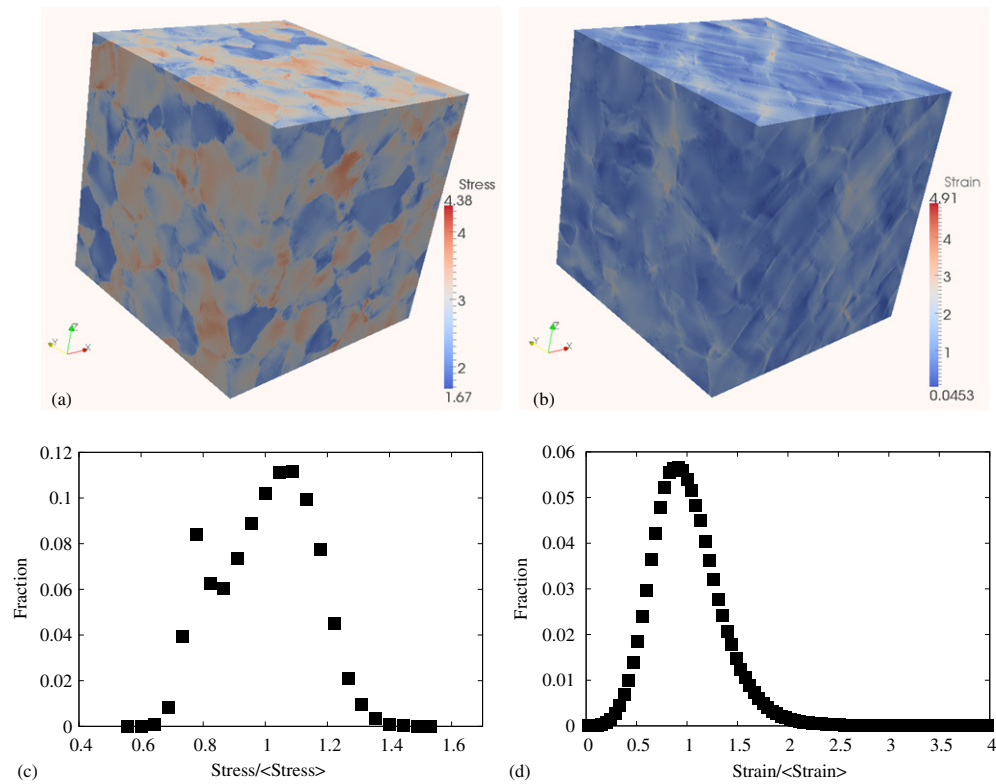 Stress
4.38
4
3
2
1.67
Z
Y
X
(a)
Strain
4.91
4
3
2
1
0.0453
Z
Y
X
(b)
0.12
0.1
0.08
0.06
0.04
0.02
0
Fraction
0.4 0.6 0.8 1 1.2 1.4 1.6
Stress/<Stress>
(c)
0.06
0.05
0.04
0.03
0.02
0.01
0
Fraction
0 0.5 1 1.5 2 2.5 3 3.5 4
Strain/<Strain>
(d)